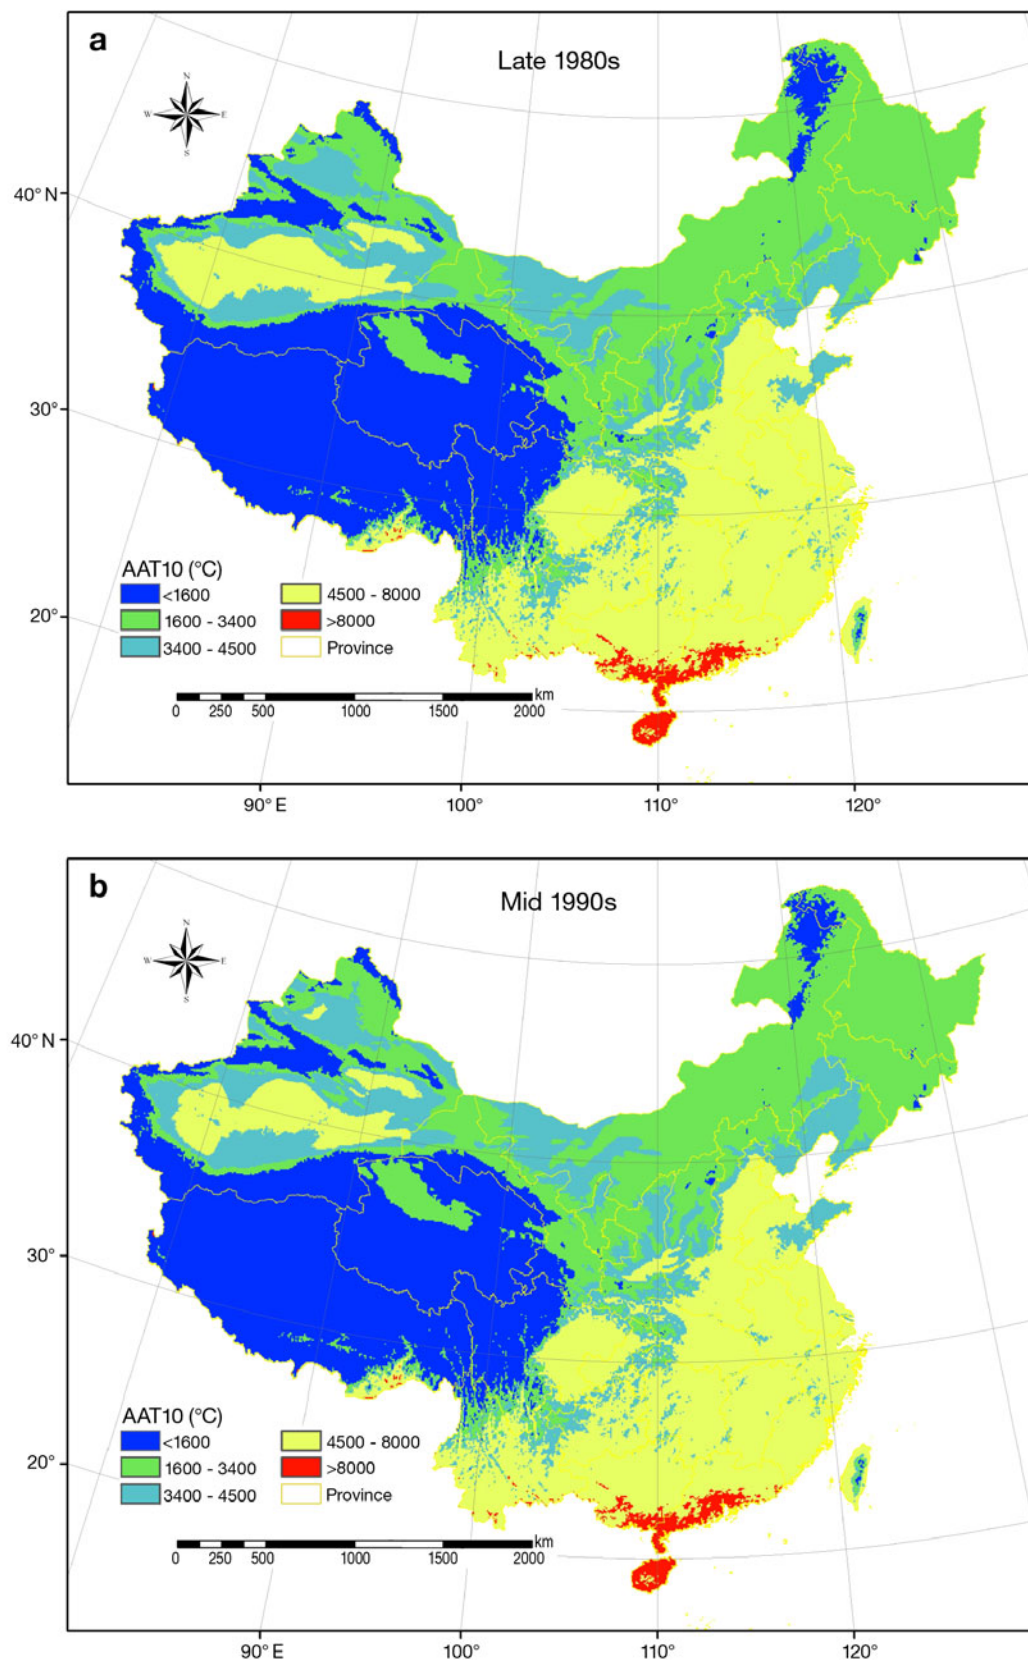 a
Late 1980s
N
W E
S
40° N
30°
20°
AAT10 (°C)
<1600
1600 - 3400
3400 - 4500
4500 - 8000
>8000
Province
km
0 250 500 1000 1500 2000
90° E 100° 110° 120°
b
Mid 1990s
N
W E
S
40° N
30°
20°
AAT10 (°C)
<1600
1600 - 3400
3400 - 4500
4500 - 8000
>8000
Province
km
0 250 500 1000 1500 2000
90° E 100° 110° 120°